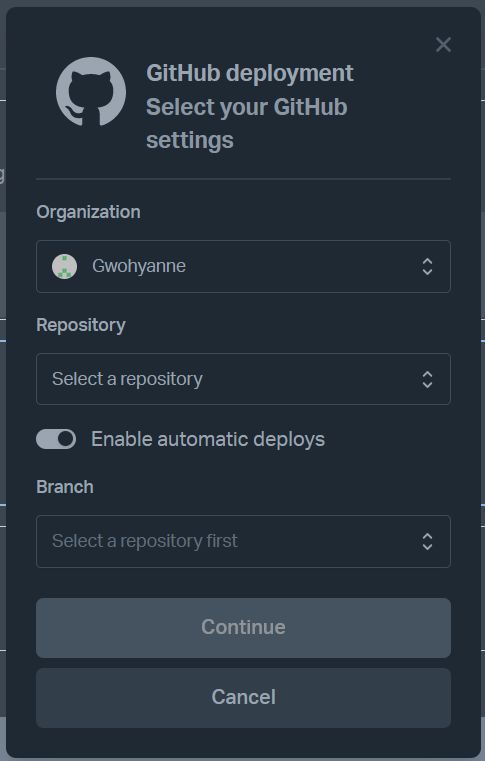 GitHub deployment
Select your GitHub
settings
Organization
Gwohyanne
Repository
Select a repository
Enable automatic deploys
Branch
Select a repository first
Continue
Cancel